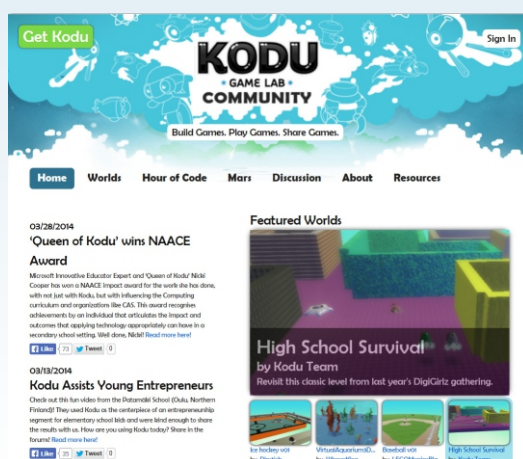 Get Kodu
Sign In
KODU
GAME LAB
COMMUNITY
Build Games. Play Games. Share Games.
Home Worlds Hour of Code Mars Discussion About Resources
03/28/2014
'Queen of Kodu' wins NAACE
Award
Microsoft Innovative Educator Expert and 'Queen of Kodu' Nicki
Cooper has won a NAACE impact award for the work she has done,
with not just with Kodu, but with influencing the Computing
curriculum and organizations like CAS. This award recognises
achievements by an individual that articulates the impact and
outcomes that applying technology appropriately can have in a
secondary school setting. Well done, Nicki! Read more here!
Like 73 Tweet 0
03/13/2014
Kodu Assists Young Entrepreneurs
Check out this fun video from the Patamäki School (Oulu, Northern
Finland)! They used Kodu as the centerpiece of an entrepreneurship
segment for elementary school kids and were kind enough to share
the results with us. How are you using Kodu today? Share in the
forums! Read more here!
Like 35 Tweet 0
Featured Worlds
High School Survival
by Kodu Team
Revisit this classic level from last year's DigiGirlz gathering.
Ice hockey v01
VirtualAquariumaD...
Baseball v01
High School Survival
by Kodu Team